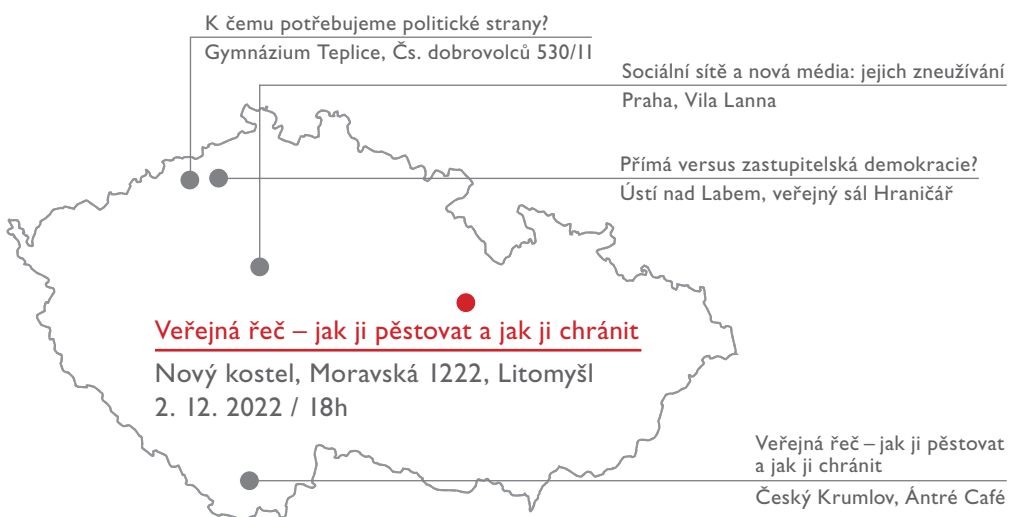 K čemu potřebujeme politické strany?
Gymnázium Teplice, Čs. dobrovolců 530/II
Sociální sítě a nová média: jejich zneužívání
Praha, Vila Lanna
Přímá versus zastupitelská demokracie?
Ústí nad Labem, veřejný sál Hraničář
Veřejná řeč – jak ji pěstovat a jak ji chránit
Nový kostel, Moravská 1222, Litomyšl
2. 12. 2022 / 18h
Veřejná řeč – jak ji pěstovat
a jak ji chránit
Český Krumlov, Ántré Café